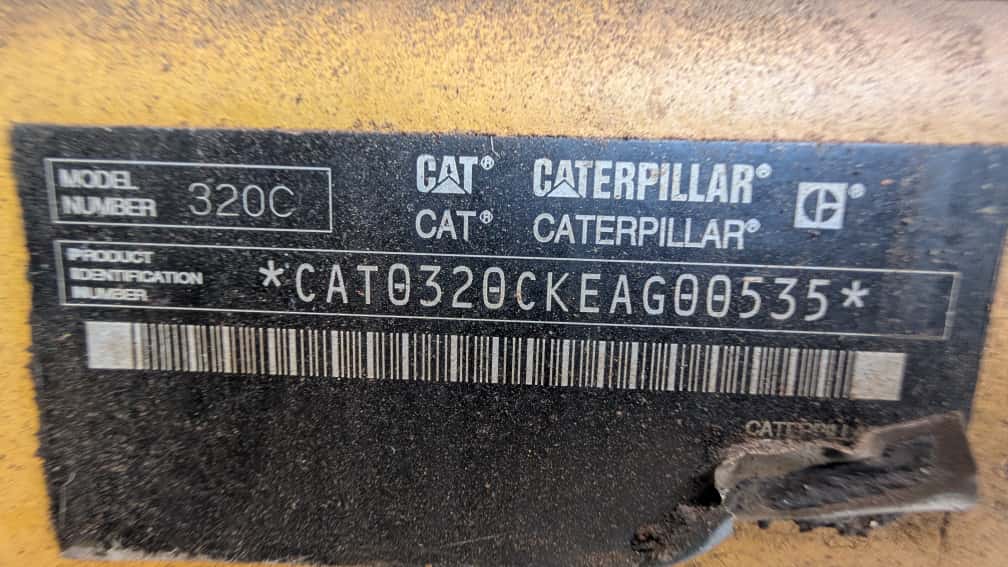 MODEL
NUMBER 320C
CAT® CATERPILLAR®
CAT® CATERPILLAR®
PRODUCT
IDENTIFICATION
NUMBER
*CAT0320CKEAG00535*